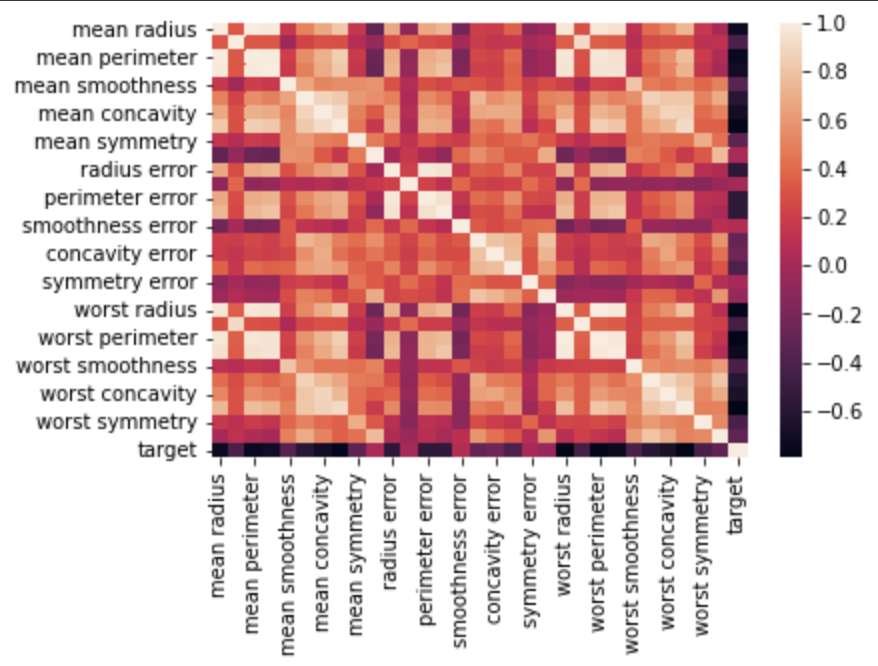 mean radius
mean perimeter
mean smoothness
mean concavity
mean symmetry
radius error
perimeter error
smoothness error
concavity error
symmetry error
worst radius
worst perimeter
worst smoothness
worst concavity
worst symmetry
target
mean radius
mean perimeter
mean smoothness
mean concavity
mean symmetry
radius error
perimeter error
smoothness error
concavity error
symmetry error
worst radius
worst perimeter
worst smoothness
worst concavity
worst symmetry
target
1.0
0.8
0.6
0.4
0.2
0.0
−0.2
−0.4
−0.6